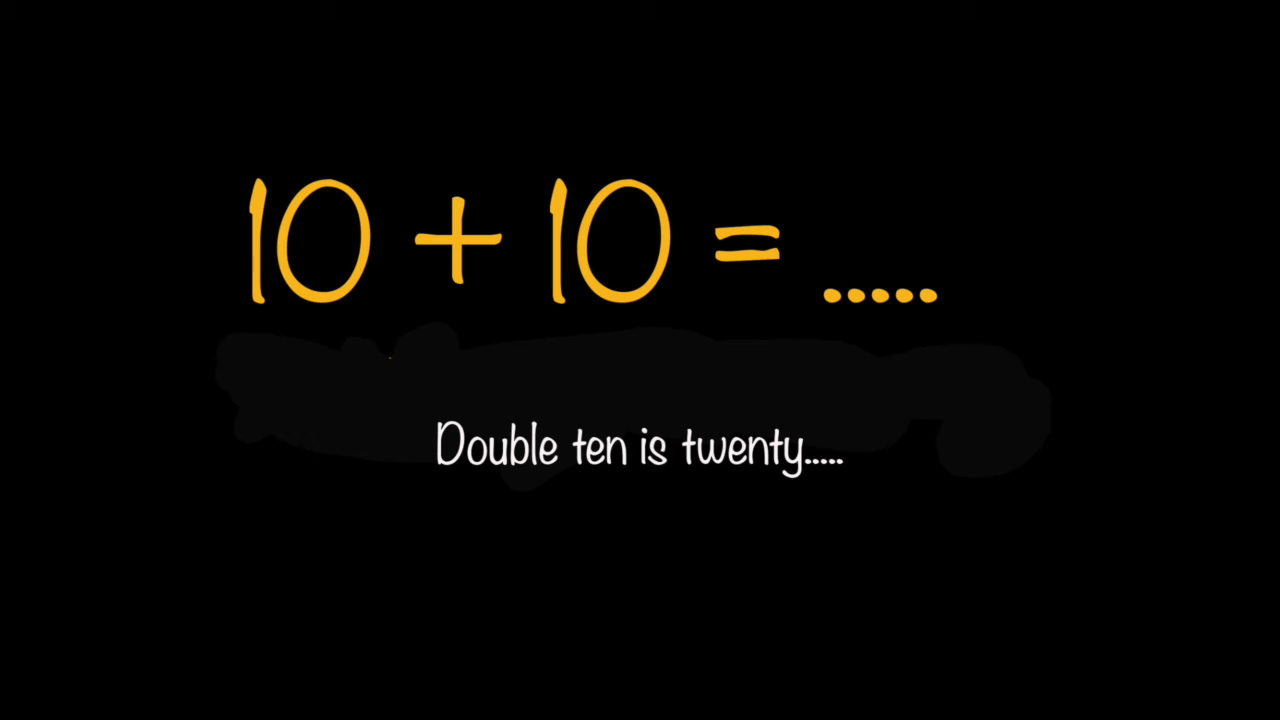 10 + 10 = .....
Double ten is twenty.....